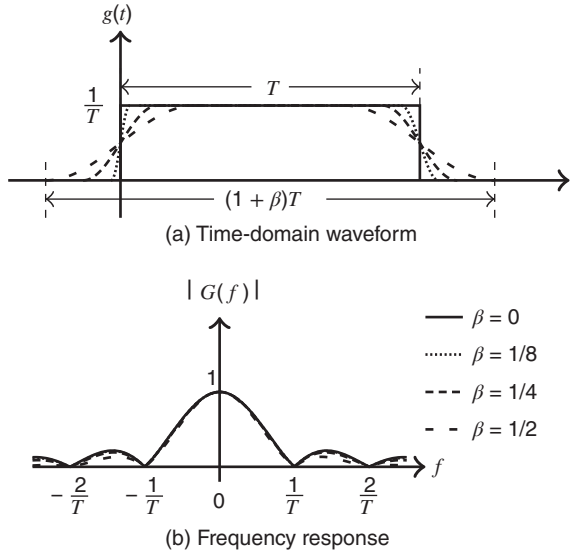 g(t)
T
1/T
(1 + β)T
(a) Time-domain waveform
| G(f) |
β = 0
β = 1/8
1
β = 1/4
β = 1/2
f
− 2/T
− 1/T
0
1/T
2/T
(b) Frequency response